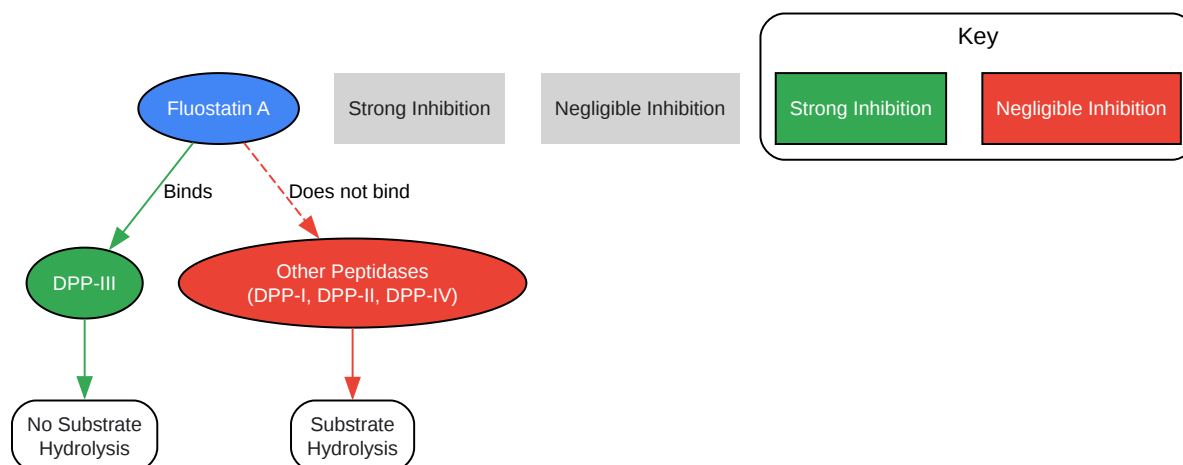 Key
Fluostatin A
Strong Inhibition
Negligible Inhibition
Strong Inhibition
Negligible Inhibition
Binds
Does not bind
DPP-III
Other Peptidases
(DPP-I, DPP-II, DPP-IV)
No Substrate
Hydrolysis
Substrate
Hydrolysis